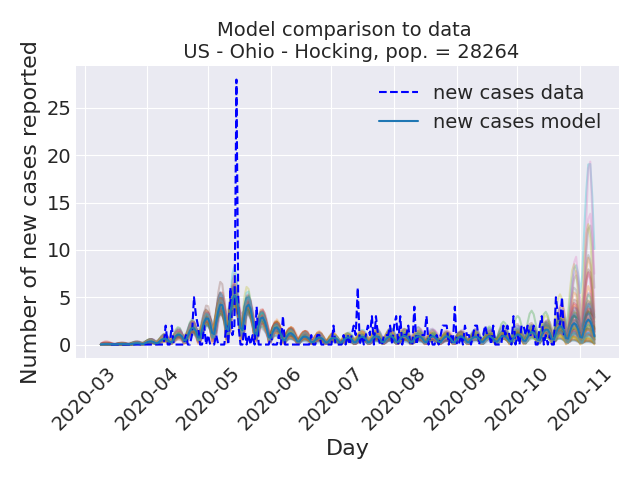 Model comparison to data
US - Ohio - Hocking, pop. = 28264
Number of new cases reported
25
20
15
10
5
0
new cases data
new cases model
2020-03
2020-04
2020-05
2020-06
2020-07
2020-08
2020-09
2020-10
2020-11
Day